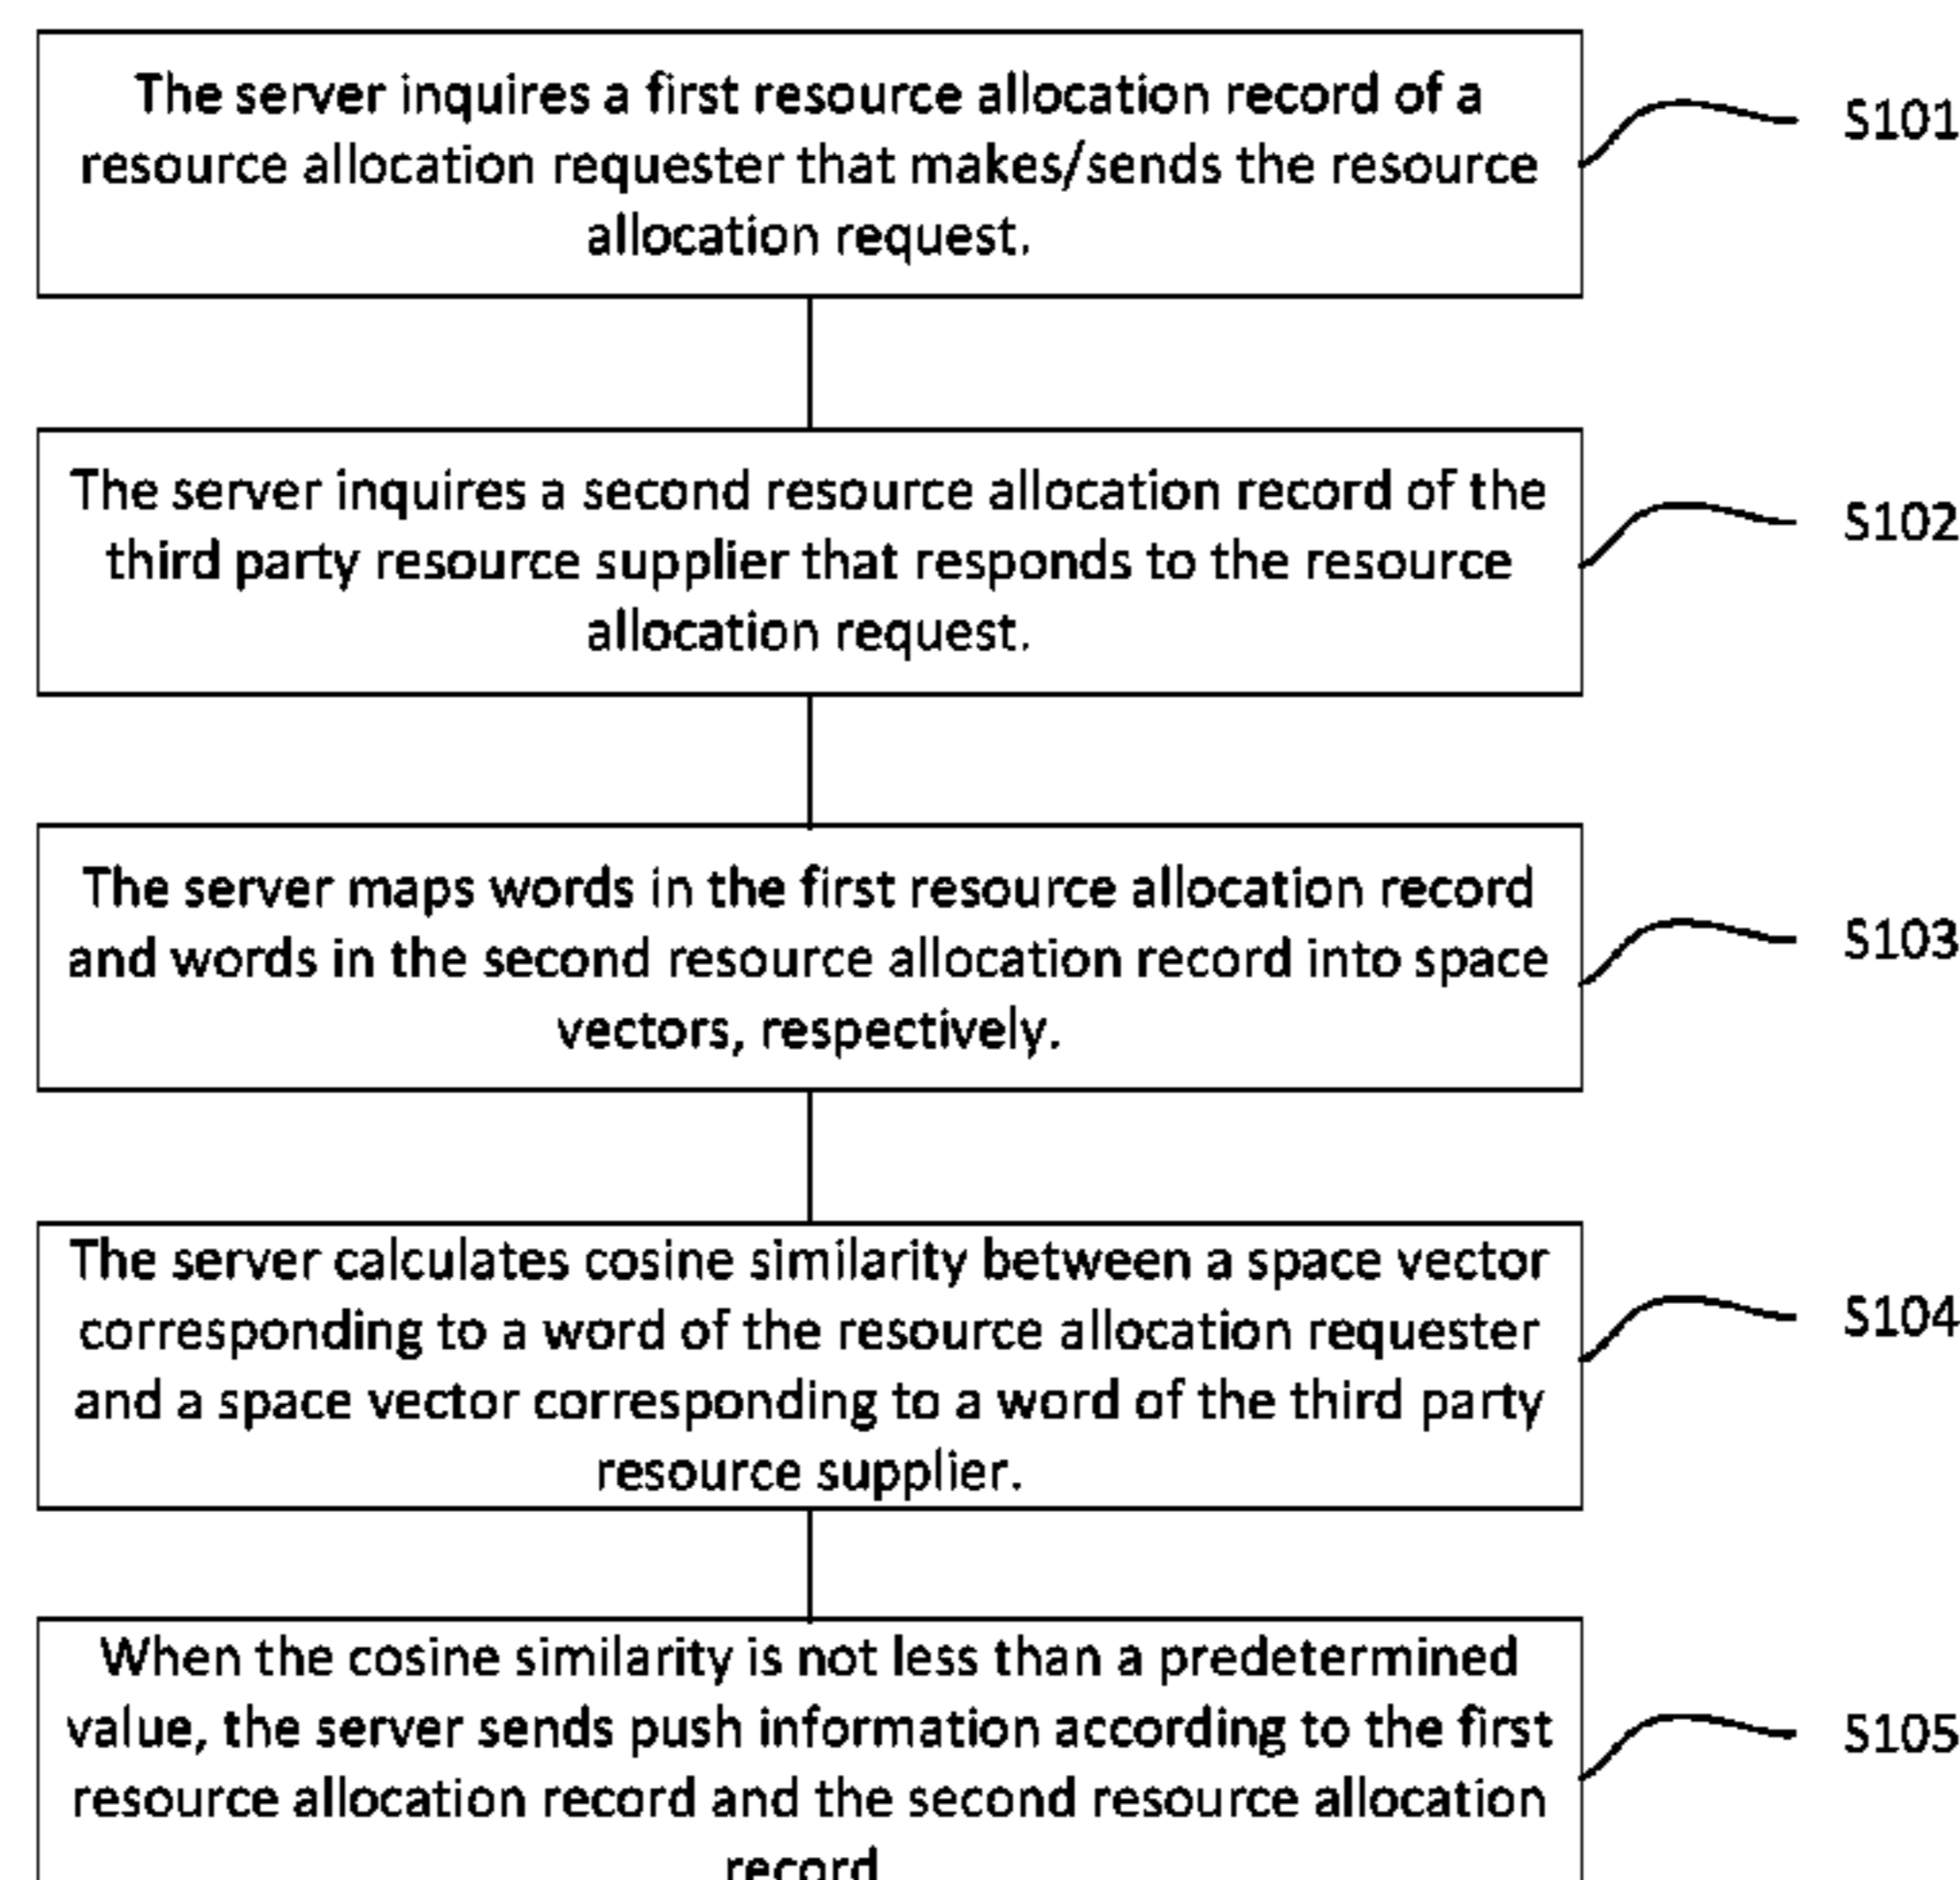 The server inquires a first resource allocation record of a
resource allocation requester that makes/sends the resource
allocation request.
S101
The server inquires a second resource allocation record of the
third party resource supplier that responds to the resource
allocation request.
S102
The server maps words in the first resource allocation record
and words in the second resource allocation record into space
vectors, respectively.
S103
The server calculates cosine similarity between a space vector
corresponding to a word of the resource allocation requester
and a space vector corresponding to a word of the third party
resource supplier.
S104
When the cosine similarity is not less than a predetermined
value, the server sends push information according to the first
resource allocation record and the second resource allocation
record
S105